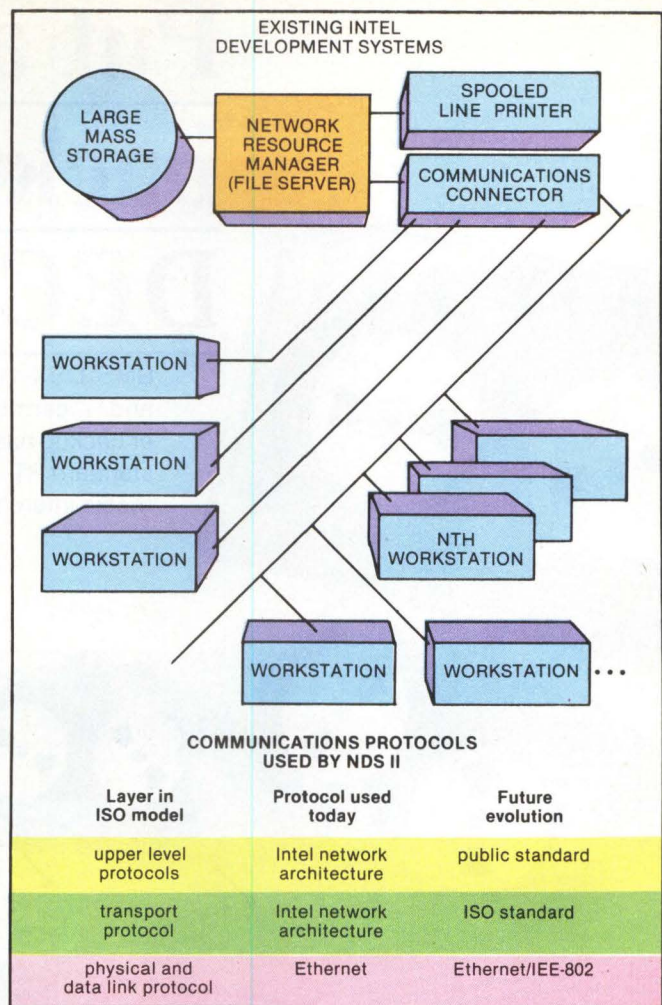 EXISTING INTEL
DEVELOPMENT SYSTEMS
LARGE
MASS
STORAGE
NETWORK
RESOURCE
MANAGER
(FILE SERVER)
SPOOLED
LINE PRINTER
COMMUNICATIONS
CONNECTOR
WORKSTATION
WORKSTATION
WORKSTATION
NTH
WORKSTATION
WORKSTATION
WORKSTATION ...
COMMUNICATIONS PROTOCOLS
USED BY NDS II
Layer in Protocol used Future
ISO model today evolution
upper level Intel network public standard
protocols architecture
transport Intel network ISO standard
protocol architecture
physical and Ethernet Ethernet/IEE-802
data link protocol